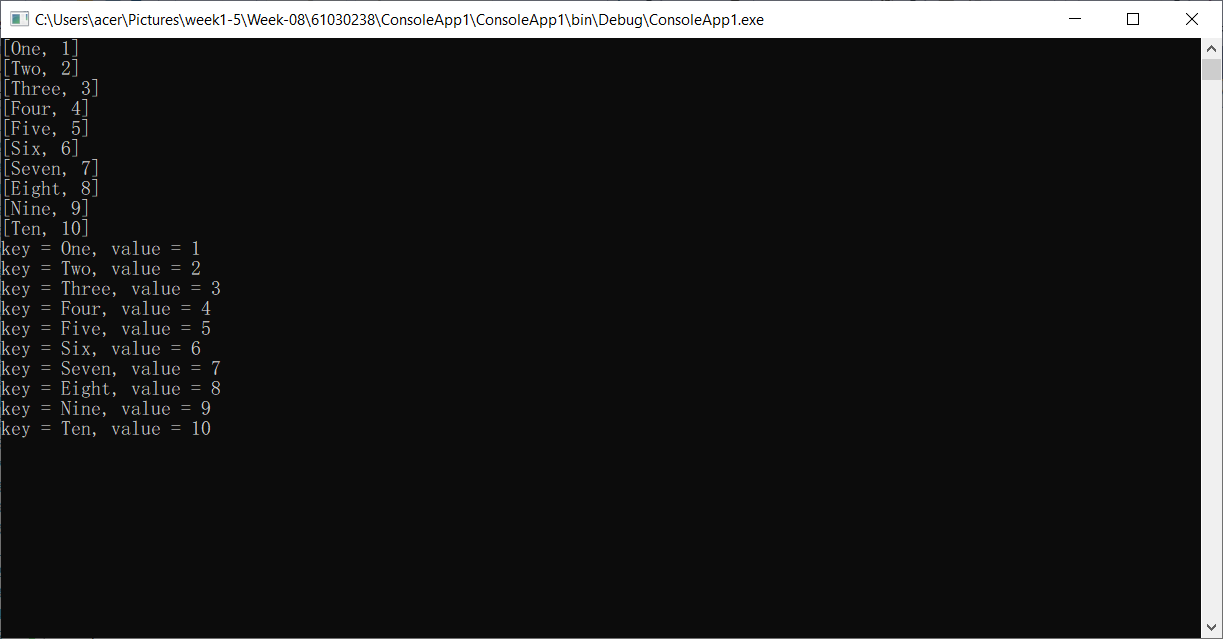 C:\Users\acer\Pictures\week1-5\Week-08\61030238\ConsoleApp1\ConsoleApp1\bin\Debug\ConsoleApp1.exe
[One, 1]
[Two, 2]
[Three, 3]
[Four, 4]
[Five, 5]
[Six, 6]
[Seven, 7]
[Eight, 8]
[Nine, 9]
[Ten, 10]
key = One, value = 1
key = Two, value = 2
key = Three, value = 3
key = Four, value = 4
key = Five, value = 5
key = Six, value = 6
key = Seven, value = 7
key = Eight, value = 8
key = Nine, value = 9
key = Ten, value = 10